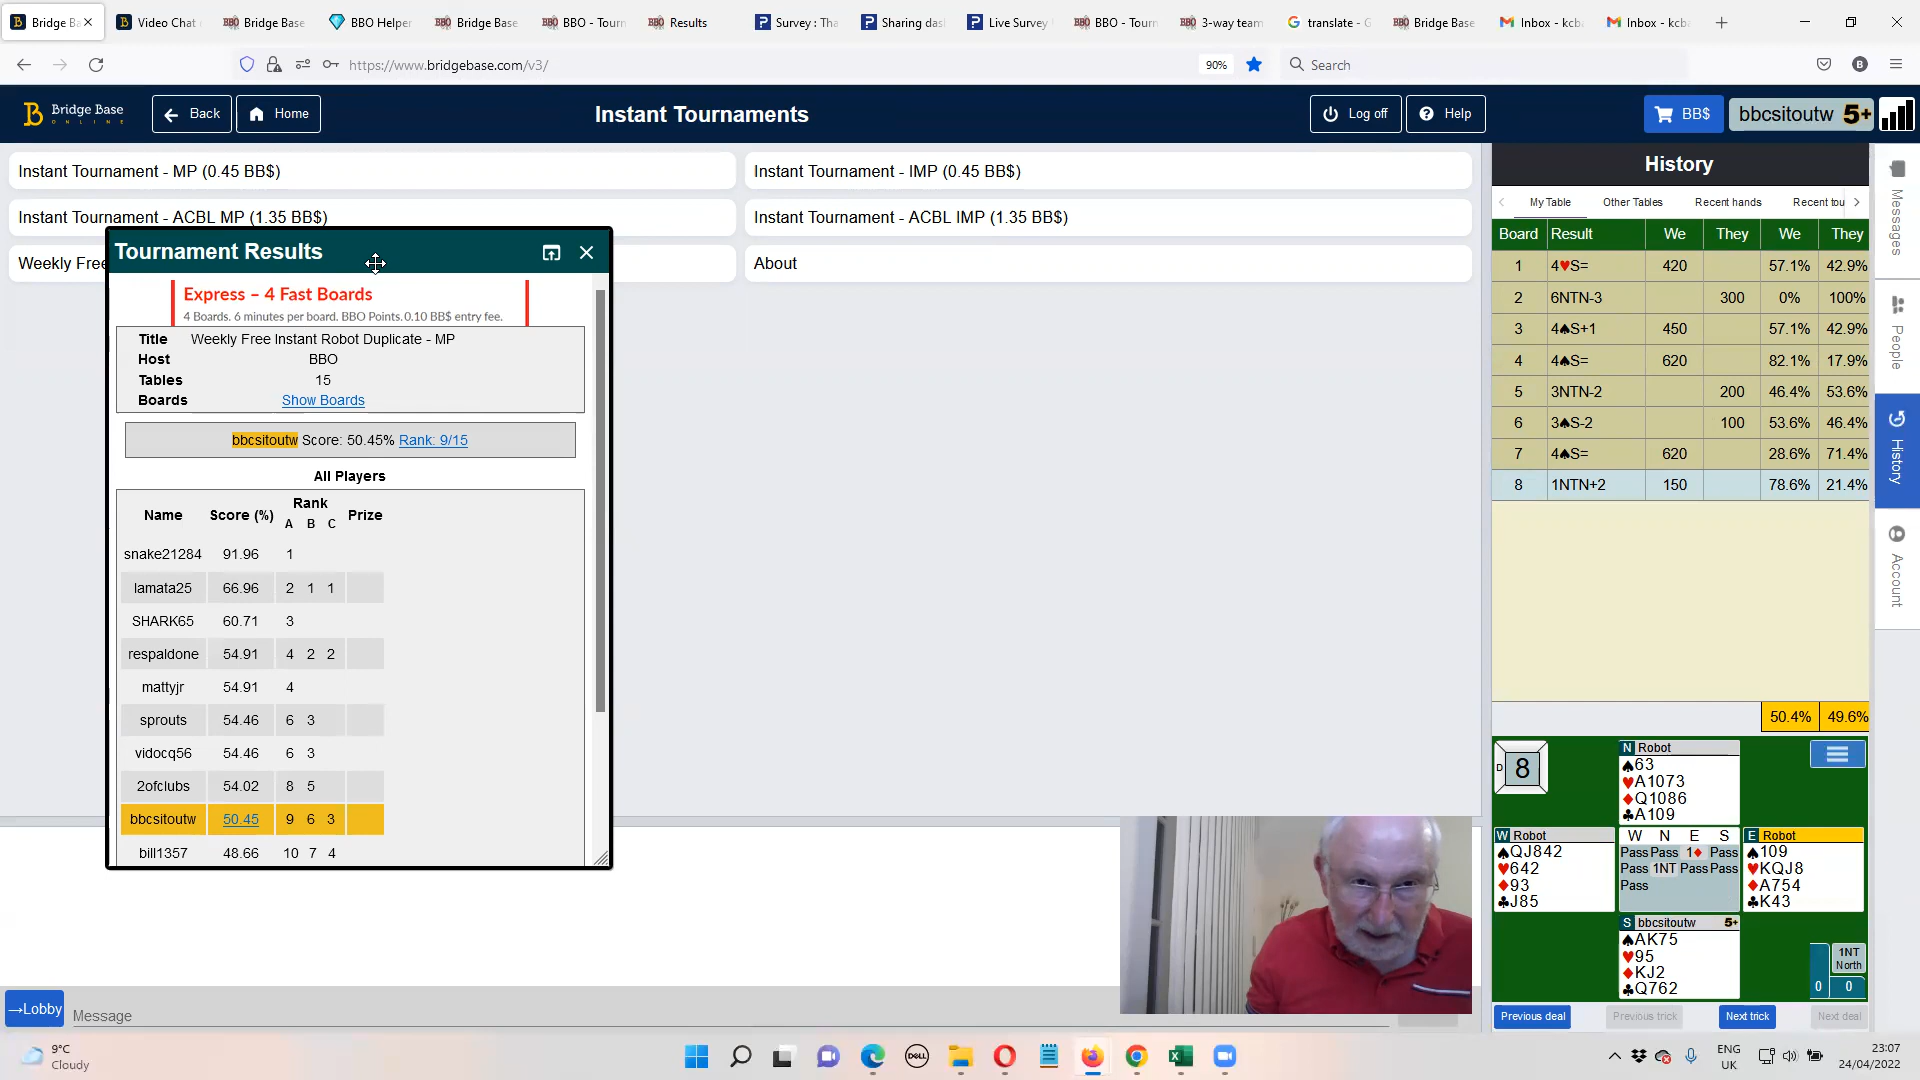 Bridge Ba
Video Chat
Bridge Base
BBO Helper
Bridge Base
BBO - Tourn
Results
Survey : Tha
Sharing das
Live Survey
BBO - Tourn
3-way team
translate - G
Bridge Base
Inbox - kcba
Inbox - kcba
https://www.bridgebase.com/v3/
90%
Search
Bridge Base
ONLINE
Back
Home
Instant Tournaments
Log off
Help
BB$
bbcsitoutw 5+
Instant Tournament - MP (0.45 BB$)
Instant Tournament - IMP (0.45 BB$)
Instant Tournament - ACBL MP (1.35 BB$)
Instant Tournament - ACBL IMP (1.35 BB$)
Weekly Free
About
Tournament Results
Express – 4 Fast Boards
4 Boards. 6 minutes per board. BBO Points. 0.10 BB$ entry fee.
Title Weekly Free Instant Robot Duplicate - MP
Host BBO
Tables 15
Boards Show Boards
bbcsitoutw Score: 50.45% Rank: 9/15
All Players
Name Score (%) Rank Prize
A B C
snake21284 91.96 1
lamata25 66.96 2 1 1
SHARK65 60.71 3
respaldone 54.91 4 2 2
mattyjr 54.91 4
sprouts 54.46 6 3
vidocq56 54.46 6 3
2ofclubs 54.02 8 5
bbcsitoutw 50.45 9 6 3
bill1357 48.66 10 7 4
→Lobby
Message
History
My Table Other Tables Recent hands Recent tou
Board Result We They We They
1 4♥S= 420 57.1% 42.9%
2 6NTN-3 300 0% 100%
3 4♠S+1 450 57.1% 42.9%
4 4♠S= 620 82.1% 17.9%
5 3NTN-2 200 46.4% 53.6%
6 3♠S-2 100 53.6% 46.4%
7 4♠S= 620 28.6% 71.4%
8 1NTN+2 150 78.6% 21.4%
50.4% 49.6%
D 8
N Robot
♠63
♥A1073
♦Q1086
♣A109
W Robot
♠QJ842
♥642
♦93
♣J85
W N E S
Pass Pass 1♦ Pass
Pass 1NT Pass Pass
Pass
E Robot
♠109
♥KQJ8
♦A754
♣K43
S bbcsitoutw 5+
♠AK75
♥95
♦KJ2
♣Q762
1NT
North
0 0
Previous deal
Previous trick
Next trick
Next deal
Messages
People
History
Account
9°C
Cloudy
DELL
ENG
UK
23:07
24/04/2022